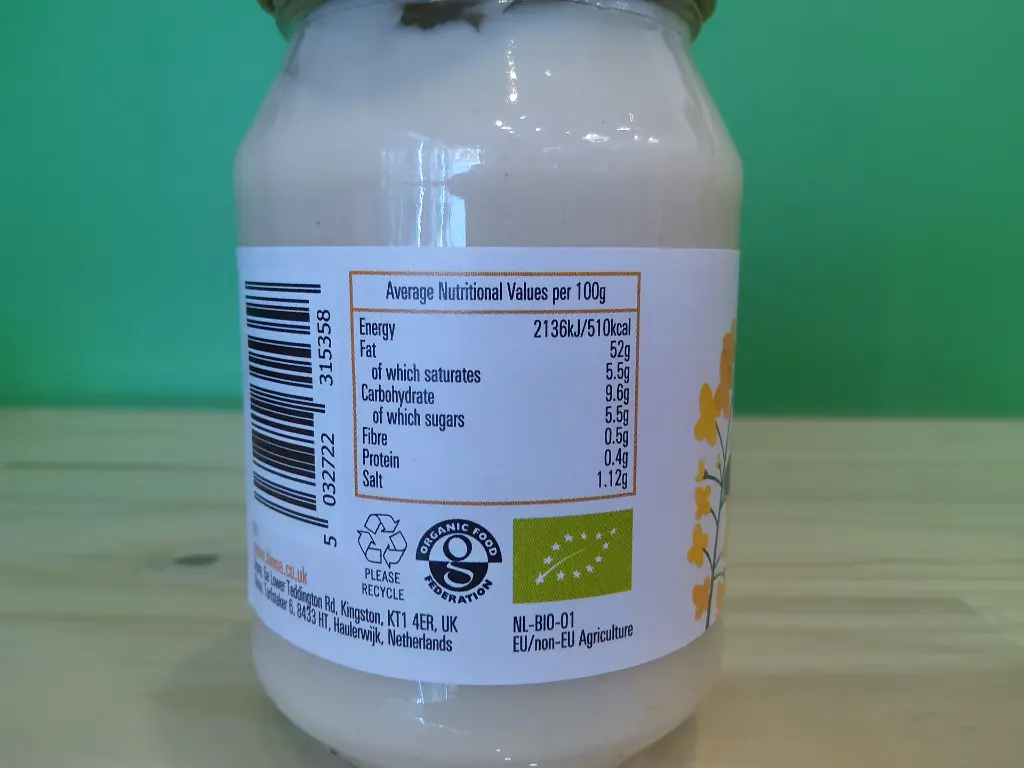 Average Nutritional Values per 100g
Energy 2136kJ/510kcal
Fat 52g
of which saturates 5.5g
Carbohydrate 9.6g
of which sugars 5.5g
Fibre 0.5g
Protein 0.4g
Salt 1.12g
5 032722 315358
PLEASE
RECYCLE
ORGANIC FOOD
FEDERATION
NL-BIO-01
EU/non-EU Agriculture
.co.uk
Lower Teddington Rd, Kingston, KT1 4ER, UK
6, 8433 HT, Haulerwijk, Netherlands